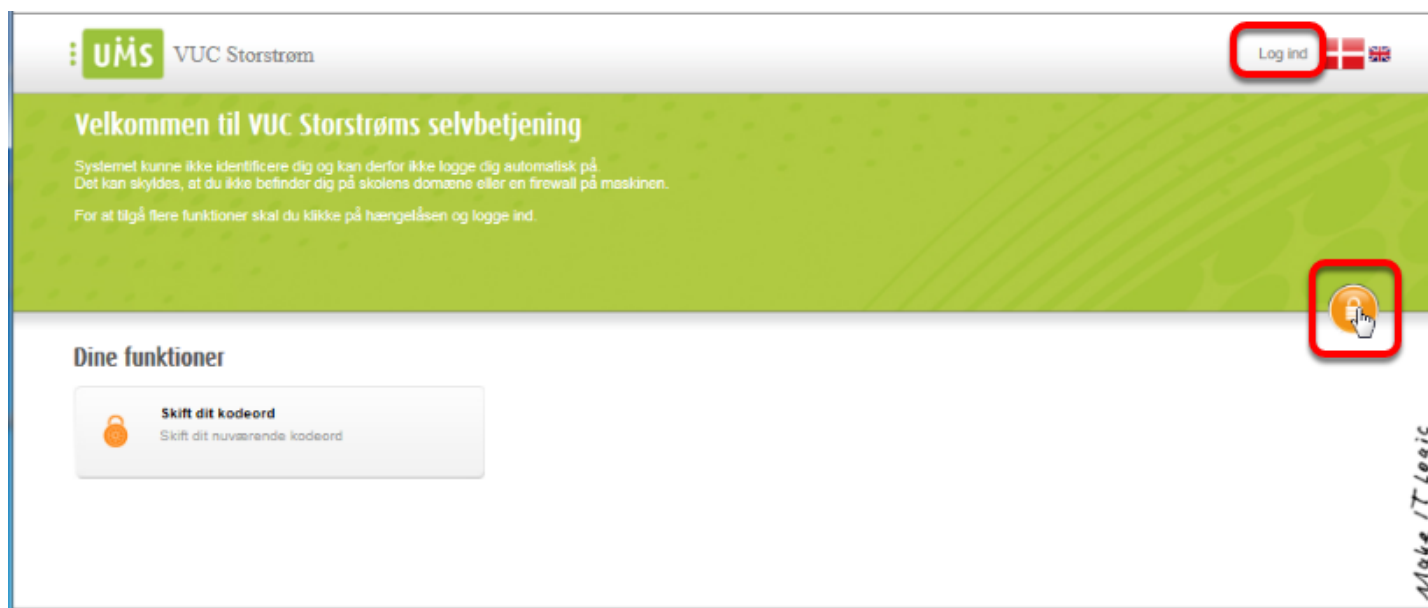 UMS VUC Storstrøm
Log ind
Velkommen til VUC Storstrøms selvbetjening
Systemet kunne ikke identificere dig og kan derfor ikke logge dig automatisk på.
Det kan skyldes, at du ikke befinder dig på skolens domæne eller en firewall på maskinen.
For at tilgå flere funktioner skal du klikke på hængelåsen og logge ind.
Dine funktioner
Skift dit kodeord
Skift dit nuværende kodeord
Make IT Logic